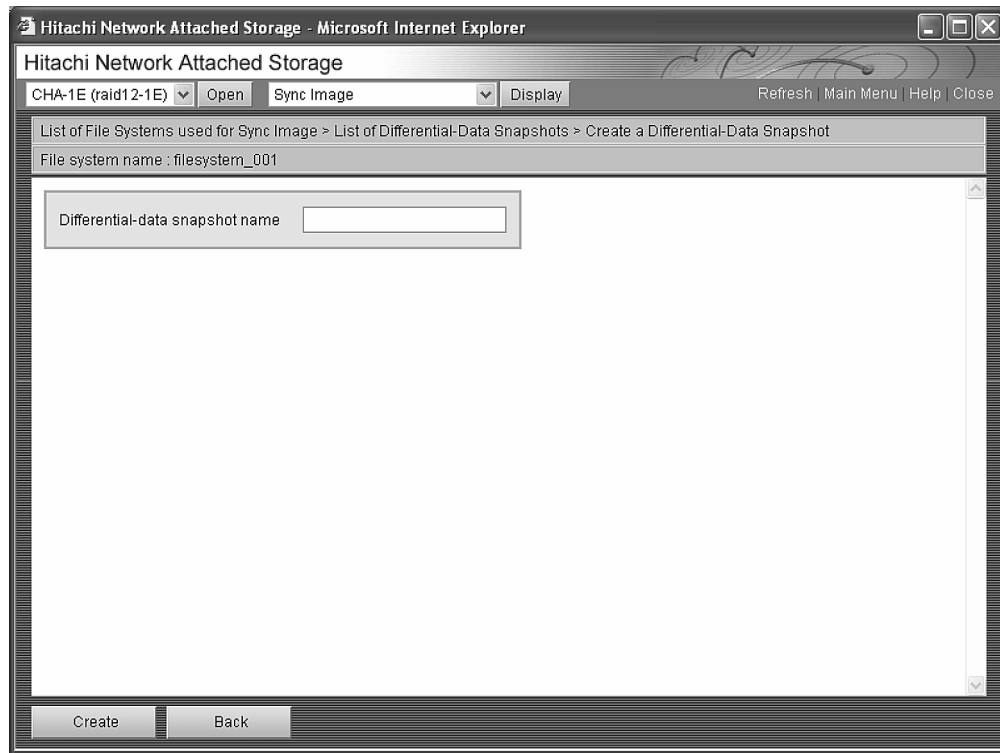 Hitachi Network Attached Storage - Microsoft Internet Explorer
Hitachi Network Attached Storage
CHA-1E (raid12-1E) Open Sync Image Display Refresh | Main Menu | Help | Close
List of File Systems used for Sync Image > List of Differential-Data Snapshots > Create a Differential-Data Snapshot
File system name : filesystem_001
Differential-data snapshot name
Create Back